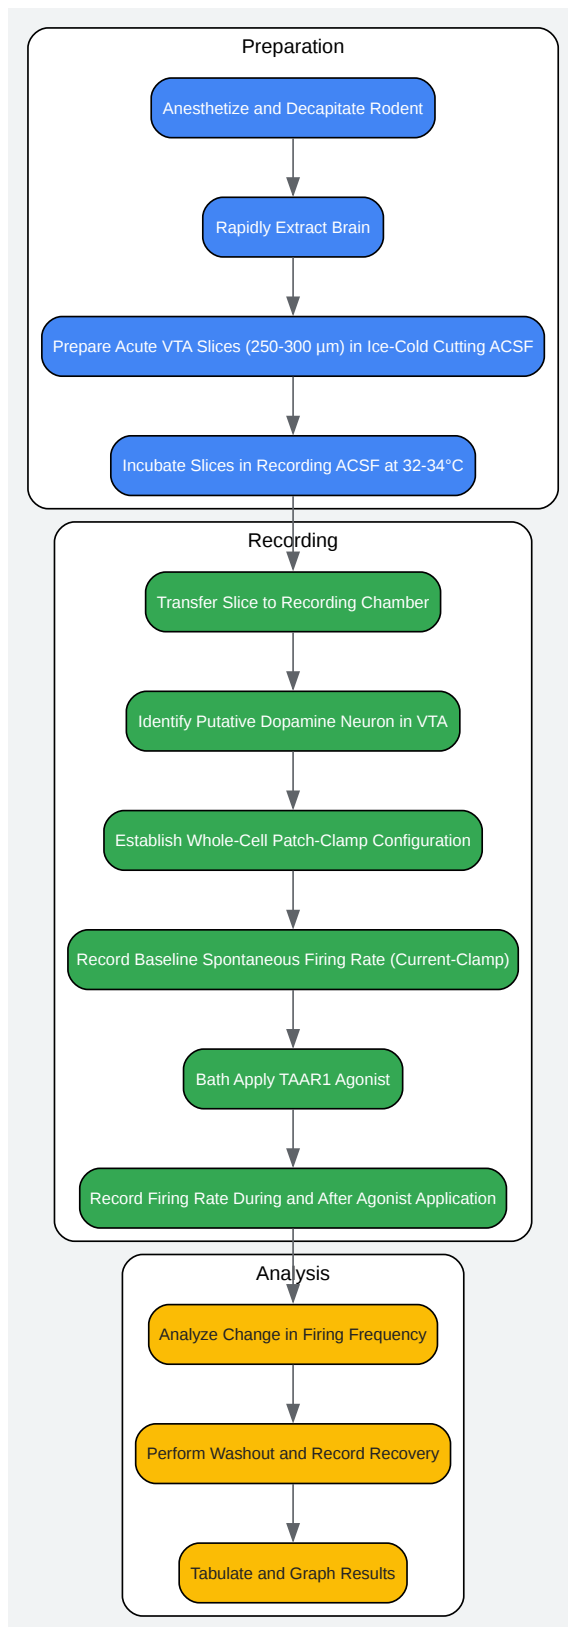 Preparation
Anesthetize and Decapitate Rodent
Rapidly Extract Brain
Prepare Acute VTA Slices (250-300 µm) in Ice-Cold Cutting ACSF
Incubate Slices in Recording ACSF at 32-34°C
Recording
Transfer Slice to Recording Chamber
Identify Putative Dopamine Neuron in VTA
Establish Whole-Cell Patch-Clamp Configuration
Record Baseline Spontaneous Firing Rate (Current-Clamp)
Bath Apply TAAR1 Agonist
Record Firing Rate During and After Agonist Application
Analysis
Analyze Change in Firing Frequency
Perform Washout and Record Recovery
Tabulate and Graph Results